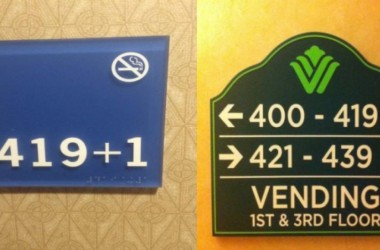 419+1
← 400 - 419
→ 421 - 439
VENDING
1ST & 3RD FLOOR